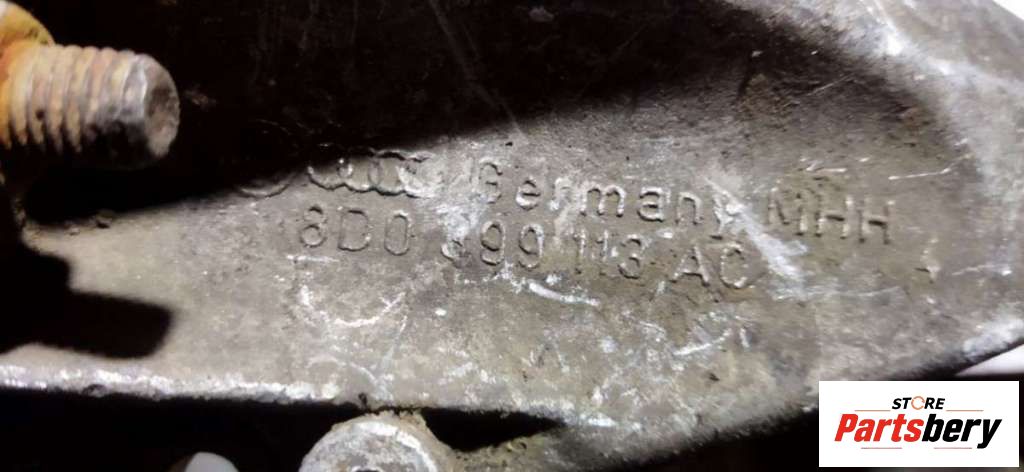 Germany MHH
8D0 399 113 AC
STORE
Partsbery